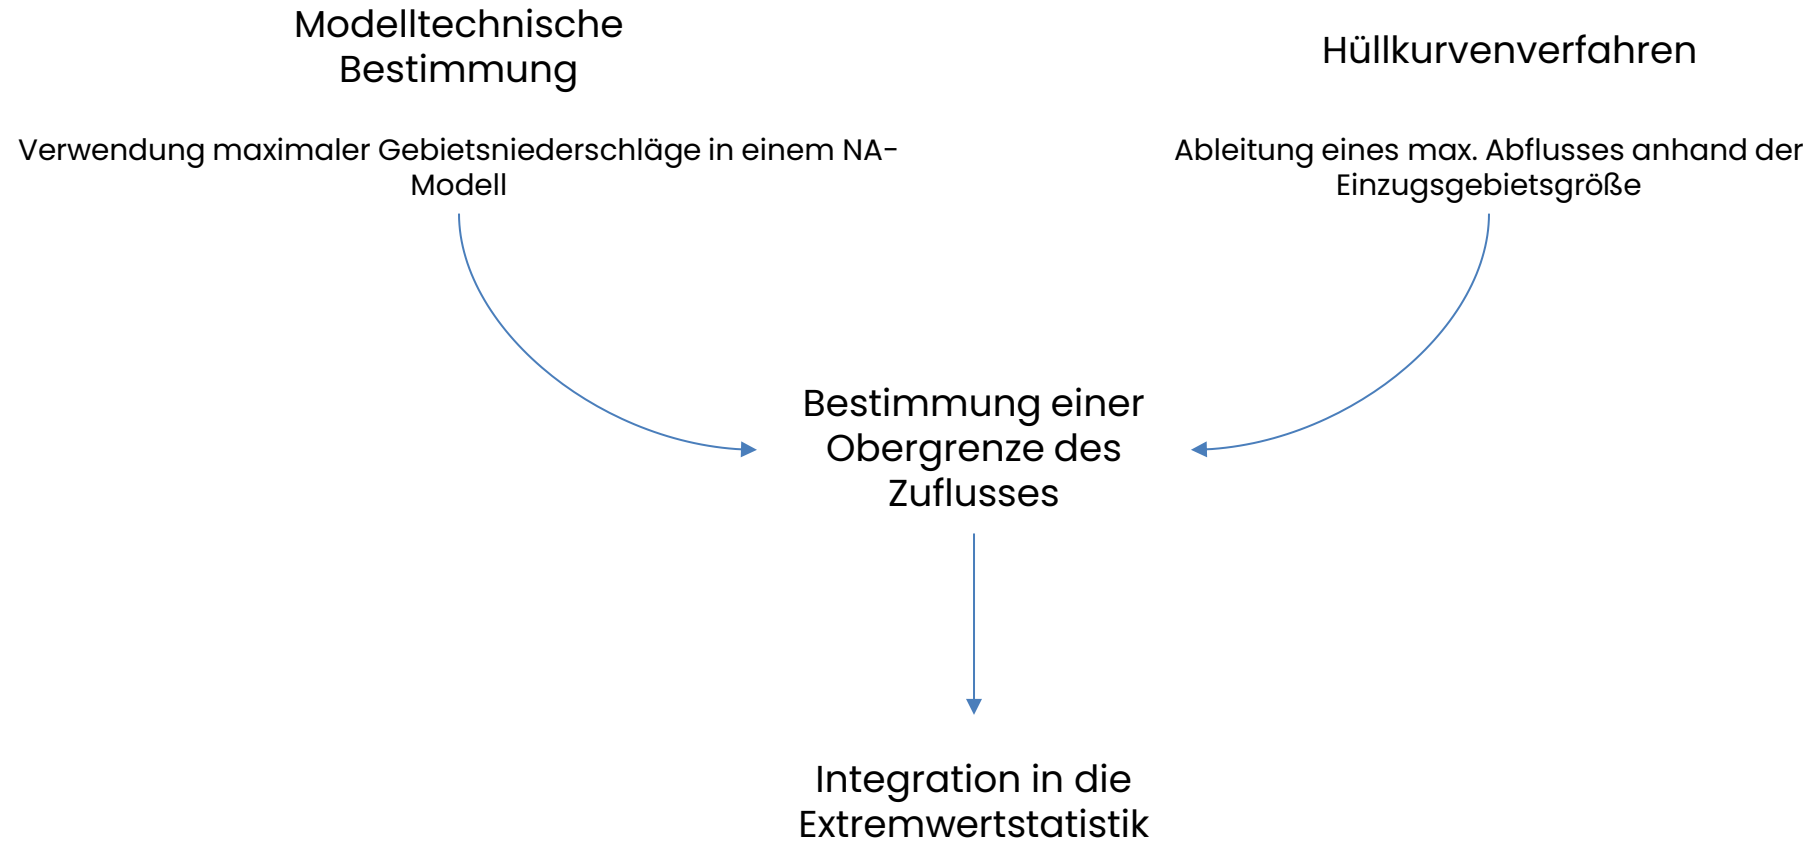 Modelltechnische
Bestimmung
Verwendung maximaler Gebietsniederschläge in einem NA-
Modell
Hüllkurvenverfahren
Ableitung eines max. Abflusses anhand der
Einzugsgebietsgröße
Bestimmung einer
Obergrenze des
Zuflusses
Integration in die
Extremwertstatistik